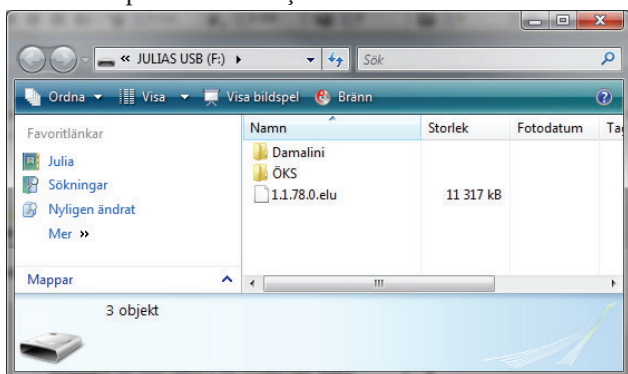 « JULIAS USB (F:)
Sök
Ordna Visa Visa bildspel Bränn
Favoritlänkar
Julia
Sökningar
Nyligen ändrat
Mer »
Mappar
Namn Storlek Fotodatum Ta
Damalini
ÖKS
1.1.78.0.elu 11 317 kB
3 objekt